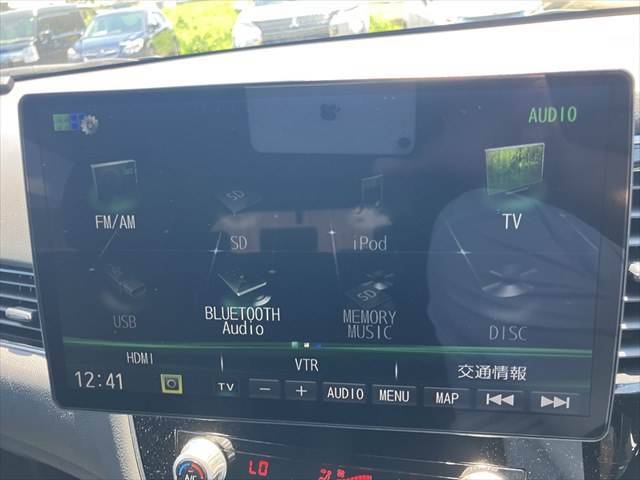 AUDIO
FM/AM
SD
iPod
TV
USB
BLUETOOTH
Audio
SD
MEMORY
MUSIC
DISC
HDMI
VTR
交通情報
12:41
TV
AUDIO
MENU
MAP
LO
A/C